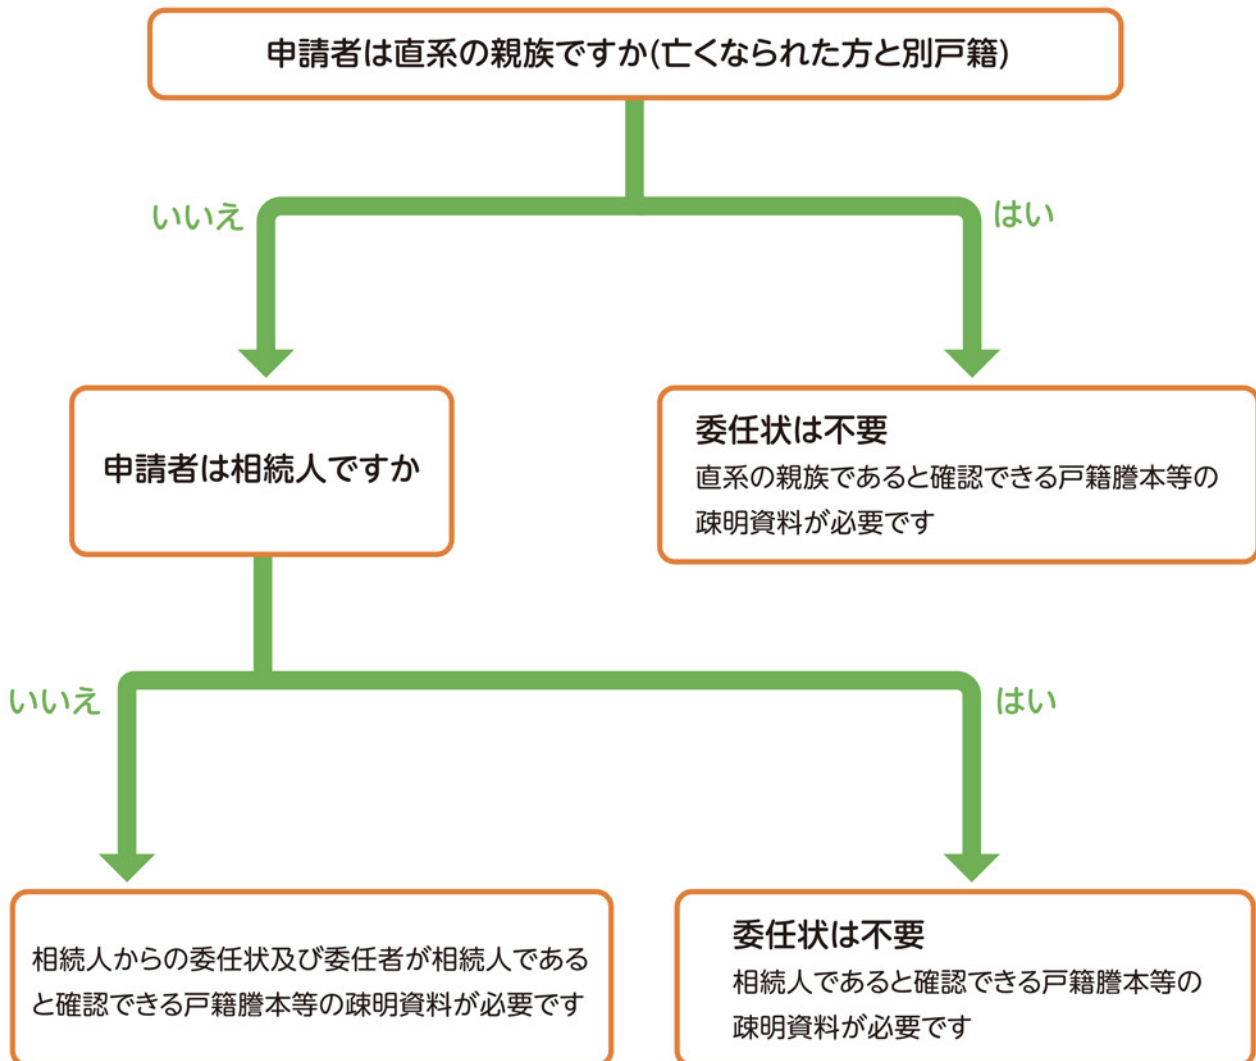 申請者は直系の親族ですか(亡くなられた方と別戸籍)
いいえ
はい
申請者は相続人ですか
委任状は不要
直系の親族であると確認できる戸籍謄本等の
疎明資料が必要です
いいえ
はい
相続人からの委任状及び委任者が相続人である
と確認できる戸籍謄本等の疎明資料が必要です
委任状は不要
相続人であると確認できる戸籍謄本等の
疎明資料が必要です